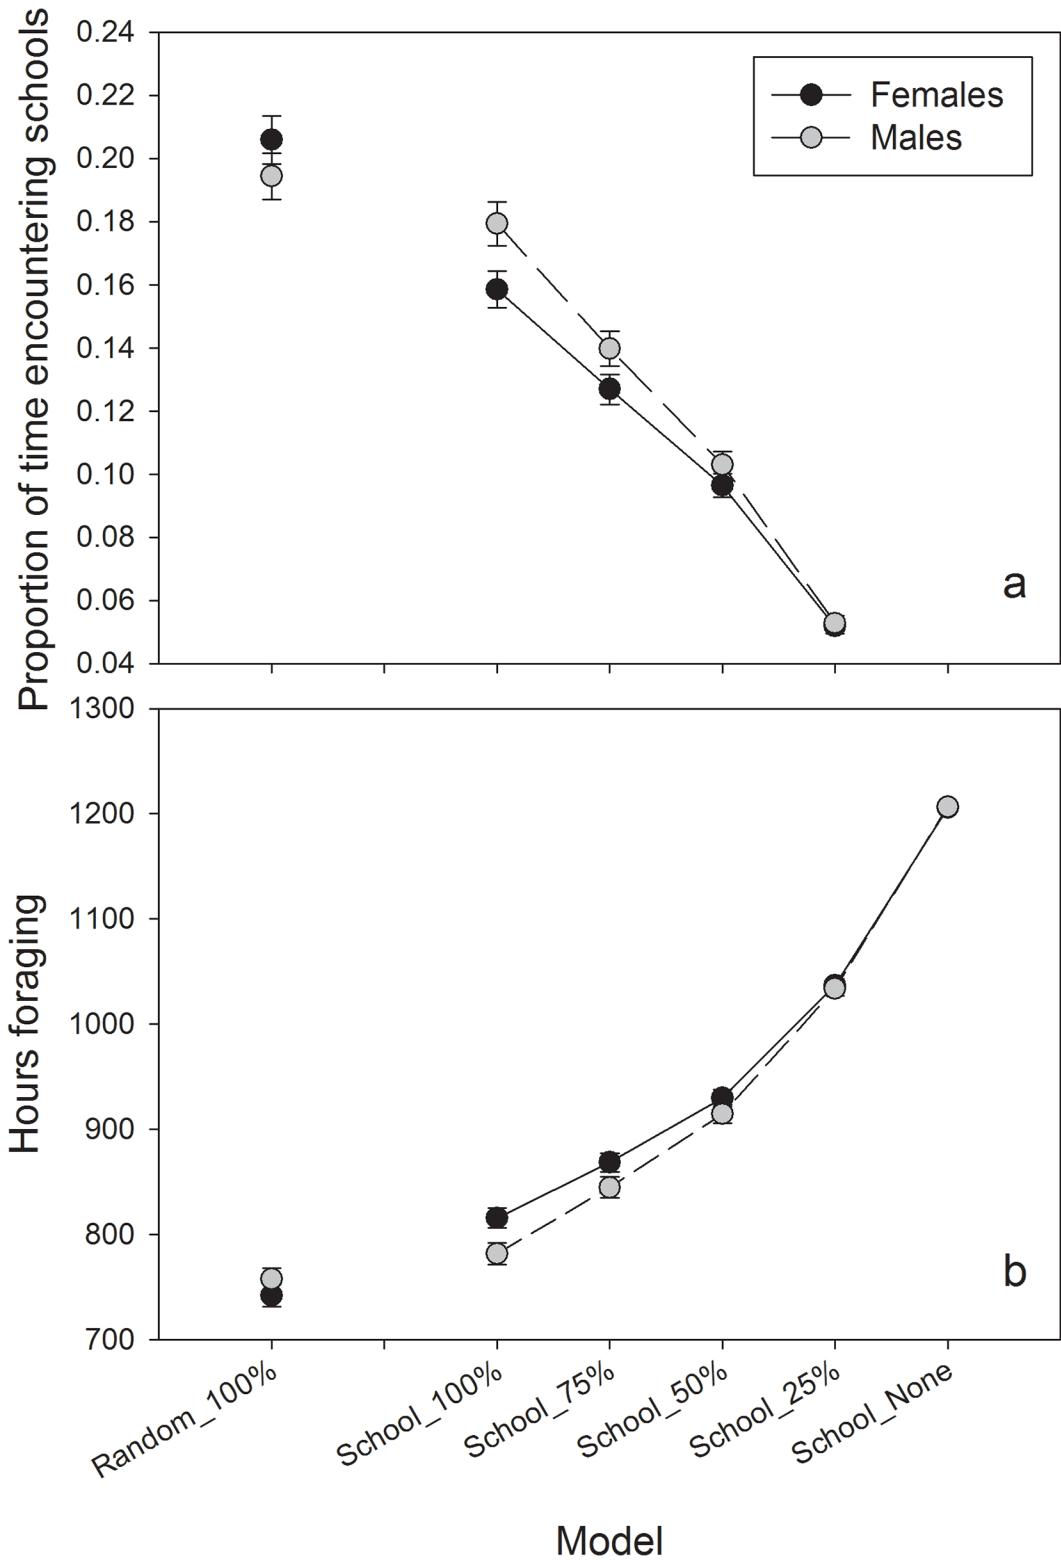 Proportion of time encountering schools
0.24
0.22
0.20
0.18
0.16
0.14
0.12
0.10
0.08
0.06
0.04
Females
Males
a
Hours foraging
1300
1200
1100
1000
900
800
700
b
Random_100%
School_100%
School_75%
School_50%
School_25%
School_None
Model